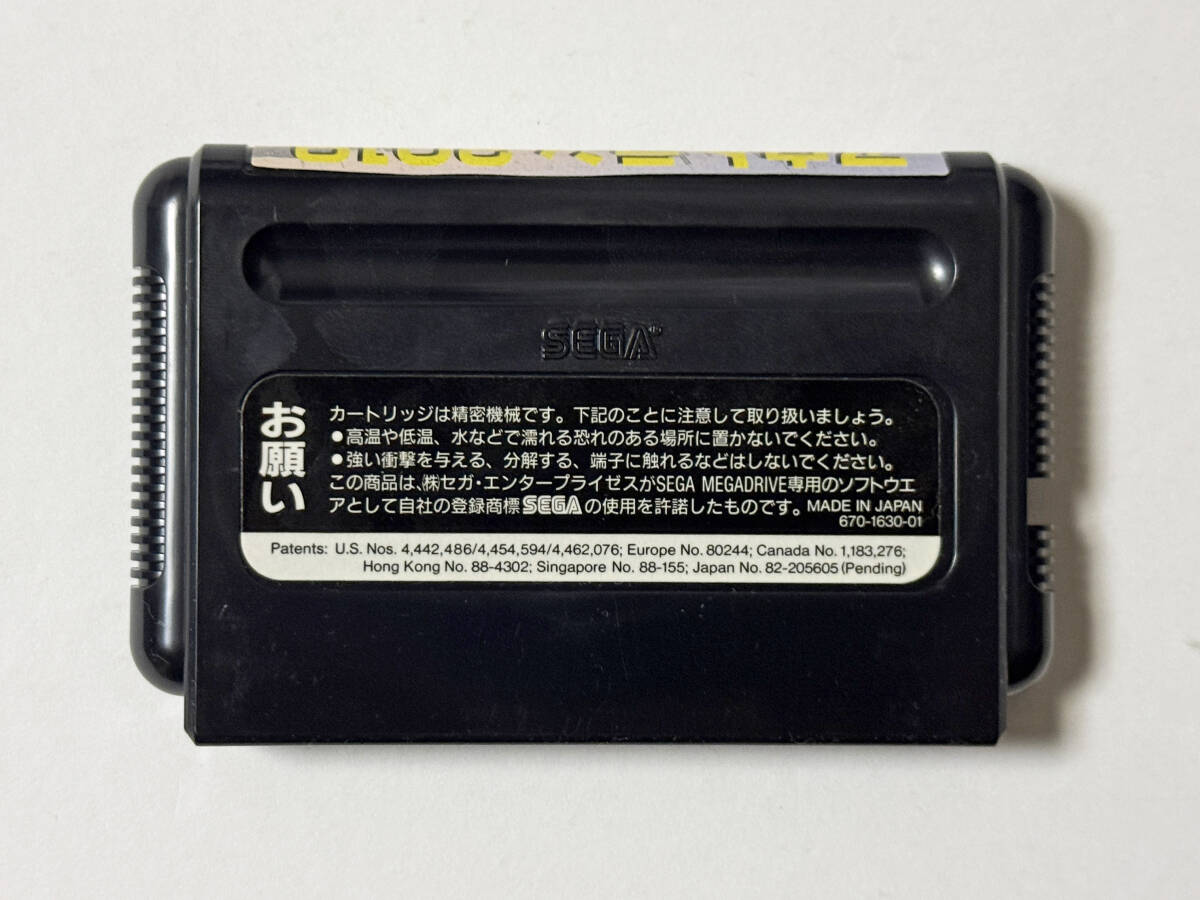 SEGA®
お願い
カートリッジは精密機械です。下記のことに注意して取り扱いましょう。
●高温や低温、水などで濡れる恐れのある場所に置かないでください。
●強い衝撃を与える、分解する、端子に触れるなどはしないでください。
この商品は、㈱セガ・エンタープライゼスがSEGA MEGADRIVE専用のソフトウエ
アとして自社の登録商標SEGAの使用を許諾したものです。MADE IN JAPAN
670-1630-01
Patents: U.S. Nos. 4,442,486/4,454,594/4,462,076; Europe No. 80244; Canada No. 1,183,276;
Hong Kong No. 88-4302; Singapore No. 88-155; Japan No. 82-205605 (Pending)